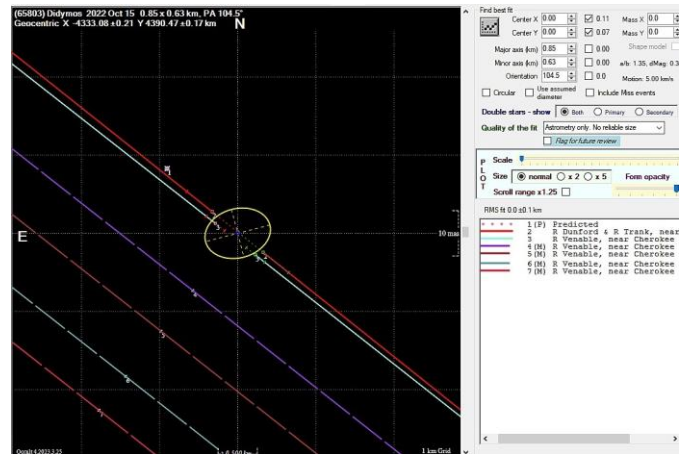 (65803) Didymos 2022 Oct 15 0.85 x 0.63 km, PA 104.5°
Geocentric X -4333.08 ±0.21 Y 4390.47 ±0.17 km
N
E
1
2
3
4
5
6
7
10 mas
Occult 4.2023.3.25
1 km Grid
Find best fit
Center X 0.00 0.11 Mass X 0.0
Center Y 0.00 0.07 Mass Y 0.0
Major axis (km) 0.85 0.00 Shape model
Minor axis (km) 0.63 0.00 a/b: 1.35, dMag: 0.3
Orientation 104.5 0.0 Motion: 5.00 km/s
Circular Use assumed diameter Include Miss events
Double stars - show Both Primary Secondary
Quality of the fit Astrometry only. No reliable size
Flag for future review
PLOT
Scale
Size normal x 2 x 5 Form opacity
Scroll range x1.25
RMS fit 0.0 ±0.1 km
1(P) Predicted
2 R Dunford & R Trank, near
3 R Venable, near Cherokee
4(M) R Venable, near Cherokee
5(M) R Venable, near Cherokee
6(M) R Venable, near Cherokee
7(M) R Venable, near Cherokee